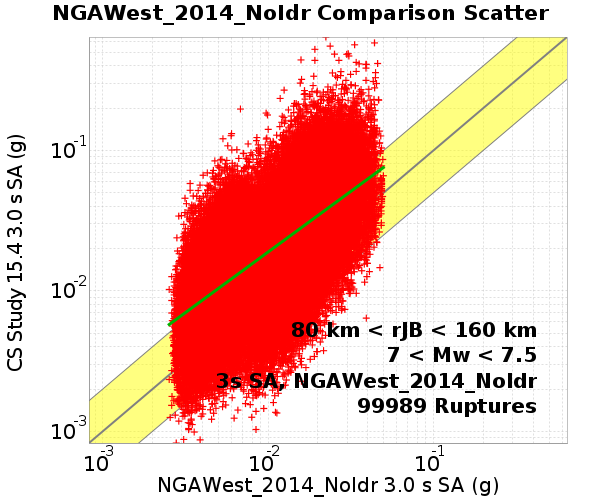 NGAWest_2014_NoIdr Comparison Scatter
CS Study 15.4 3.0 s SA (g)
10-1
10-2
10-3
80 km < rJB < 160 km
7 < Mw < 7.5
3s SA, NGAWest_2014_NoIdr
99989 Ruptures
10-3 10-2 10-1
NGAWest_2014_NoIdr 3.0 s SA (g)